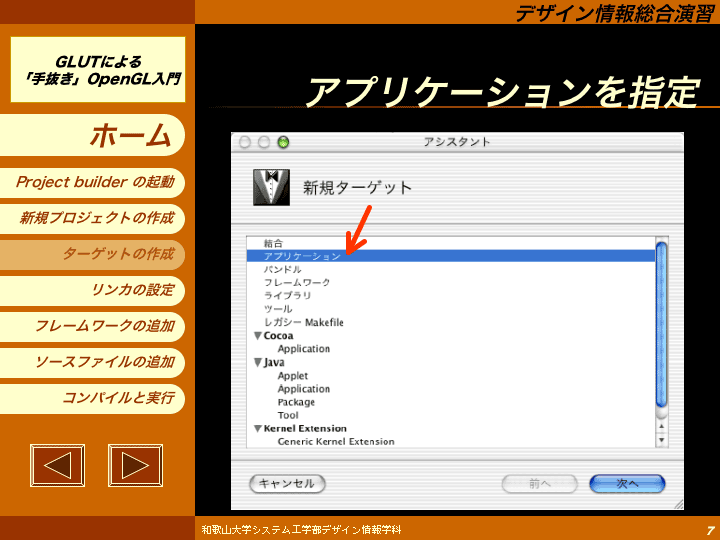 デザイン情報総合演習
GLUTによる
「手抜き」OpenGL入門
ホーム
Project builder の起動
新規プロジェクトの作成
ターゲットの作成
リンカの設定
フレームワークの追加
ソースファイルの追加
コンパイルと実行
アプリケーションを指定
アシスタント
新規ターゲット
結合
アプリケーション
バンドル
フレームワーク
ライブラリ
ツール
レガシー Makefile
Cocoa
Application
Java
Applet
Application
Package
Tool
Kernel Extension
Generic Kernel Extension
キャンセル
前へ
次へ
和歌山大学システム工学部デザイン情報学科
7